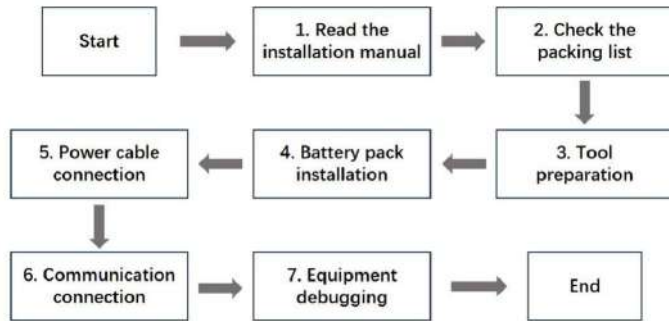 Start
1. Read the
installation manual
2. Check the
packing list
3. Tool
preparation
4. Battery pack
installation
5. Power cable
connection
6. Communication
connection
7. Equipment
debugging
End